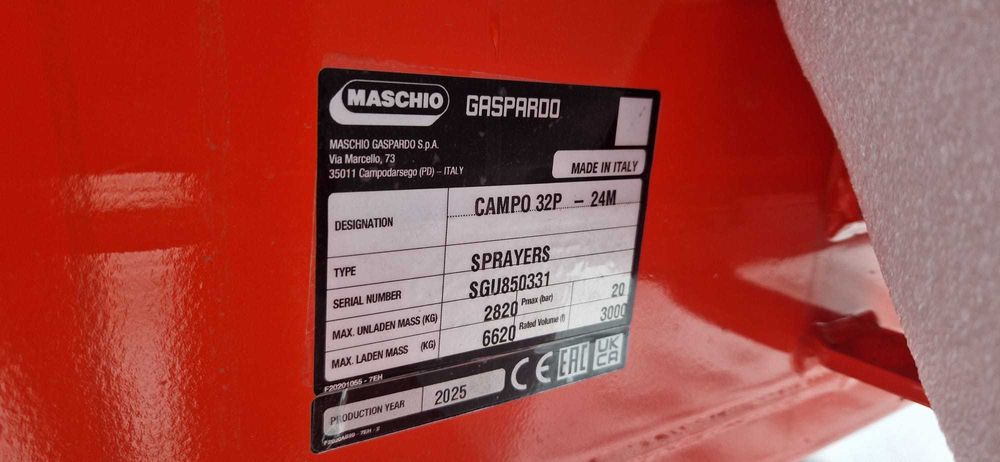 MASCHIO GASPARDO
MASCHIO GASPARDO S.p.A.
Via Marcello, 73
35011 Campodarsego (PD) – ITALY
MADE IN ITALY
DESIGNATION CAMPO 32P – 24M
TYPE SPRAYERS
SERIAL NUMBER SGU850331
MAX. UNLADEN MASS (KG) 2820 Pmax (bar) 20
MAX. LADEN MASS (KG) 6620 Rated Volume (l) 3000
F20201055 - 7EH
PRODUCTION YEAR 2025 CE EAC UK CA